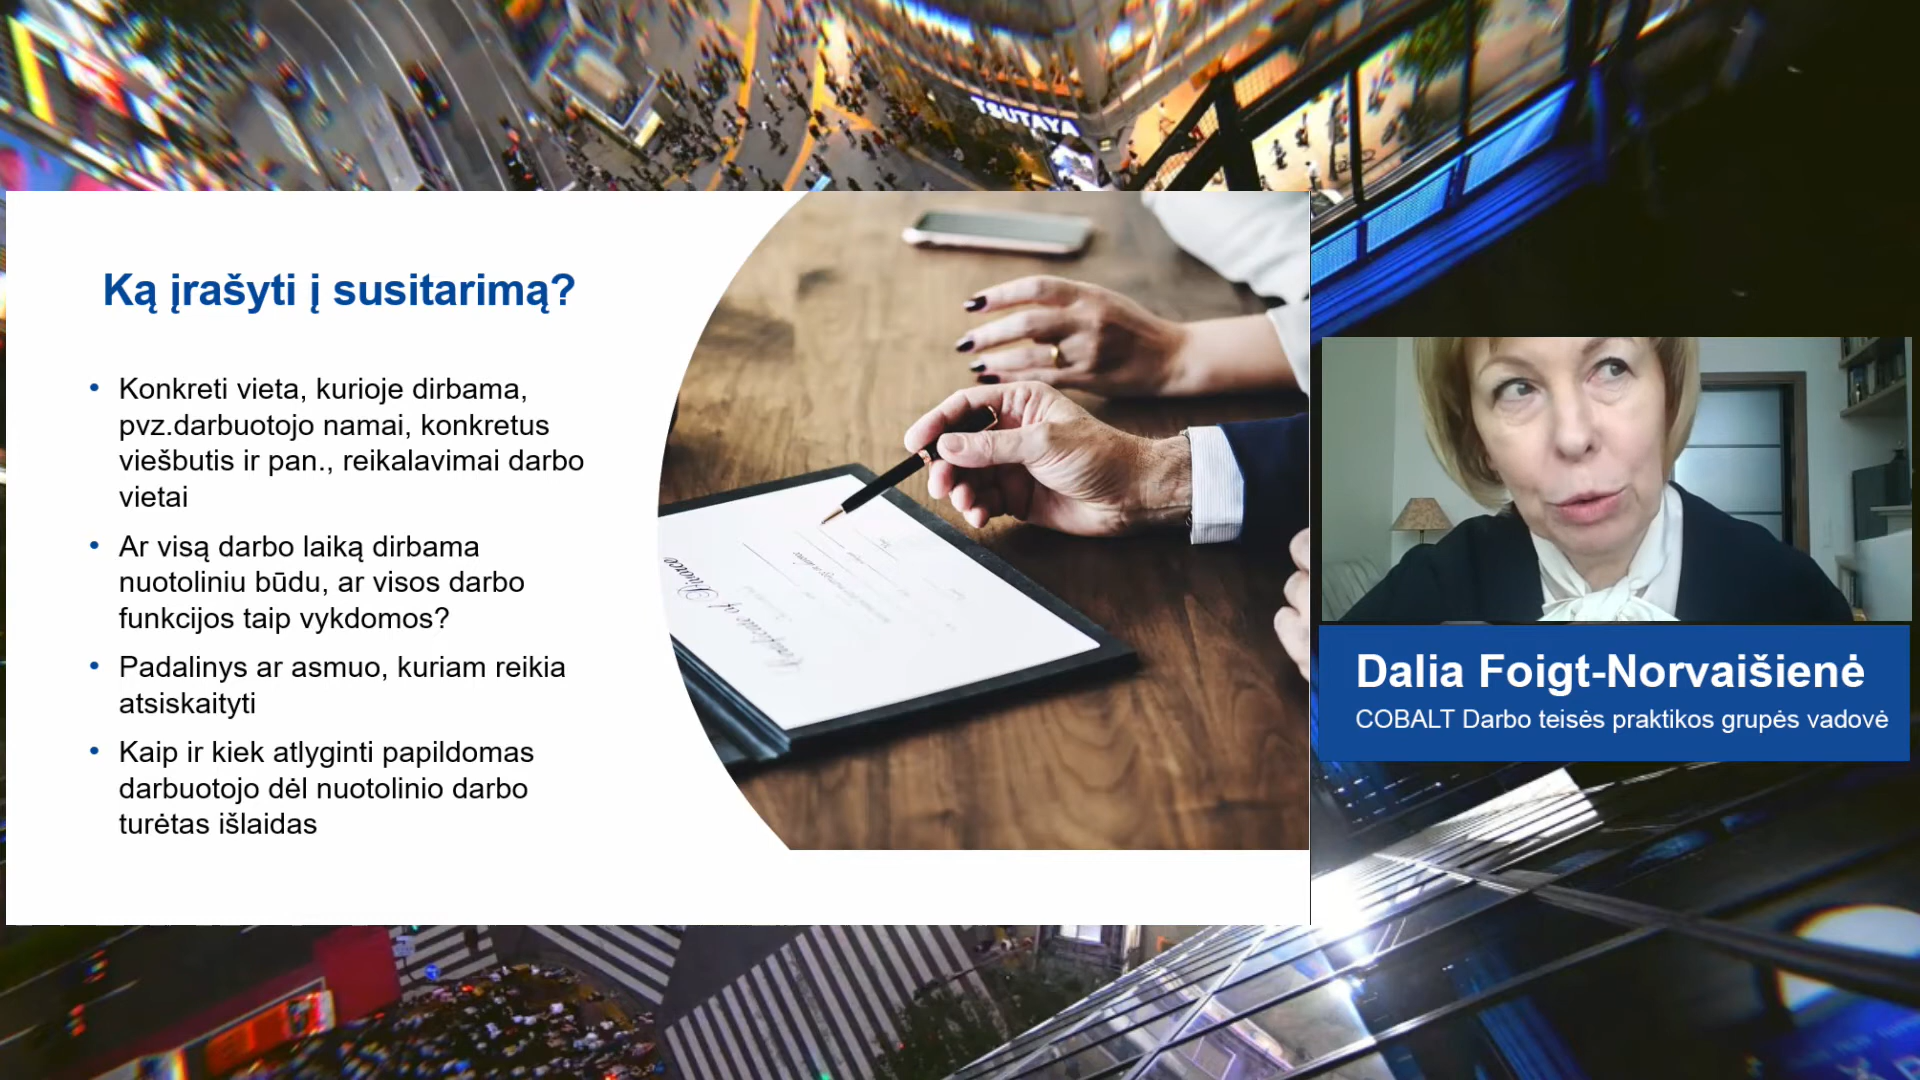 TSUTAYA
Ką įrašyti į susitarimą?
• Konkreti vieta, kurioje dirbama,
pvz.darbuotojo namai, konkretus
viešbutis ir pan., reikalavimai darbo
vietai
• Ar visą darbo laiką dirbama
nuotoliniu būdu, ar visos darbo
funkcijos taip vykdomos?
• Padalinys ar asmuo, kuriam reikia
atsiskaityti
• Kaip ir kiek atlyginti papildomas
darbuotojo dėl nuotolinio darbo
turėtas išlaidas
Certificate of Divorce
Dalia Foigt-Norvaišienė
COBALT Darbo teisės praktikos grupės vadovė